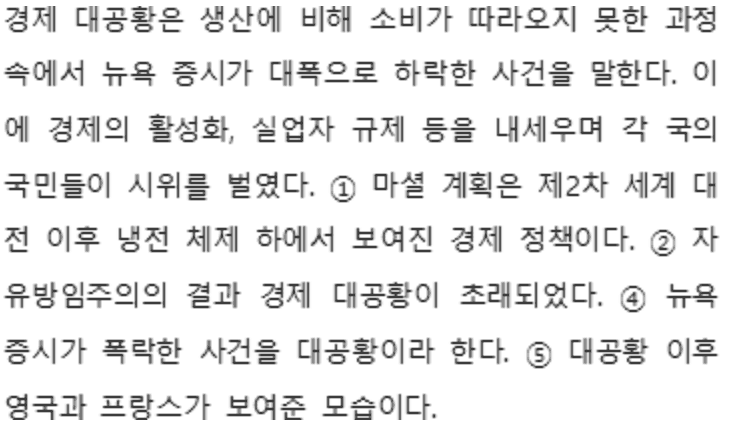 경제 대공황은 생산에 비해 소비가 따라오지 못한 과정
속에서 뉴욕 증시가 대폭으로 하락한 사건을 말한다. 이
에 경제의 활성화, 실업자 규제 등을 내세우며 각 국의
국민들이 시위를 벌였다. ① 마셜 계획은 제2차 세계 대
전 이후 냉전 체제 하에서 보여진 경제 정책이다. ② 자
유방임주의의 결과 경제 대공황이 초래되었다. ④ 뉴욕
증시가 폭락한 사건을 대공황이라 한다. ⑤ 대공황 이후
영국과 프랑스가 보여준 모습이다.